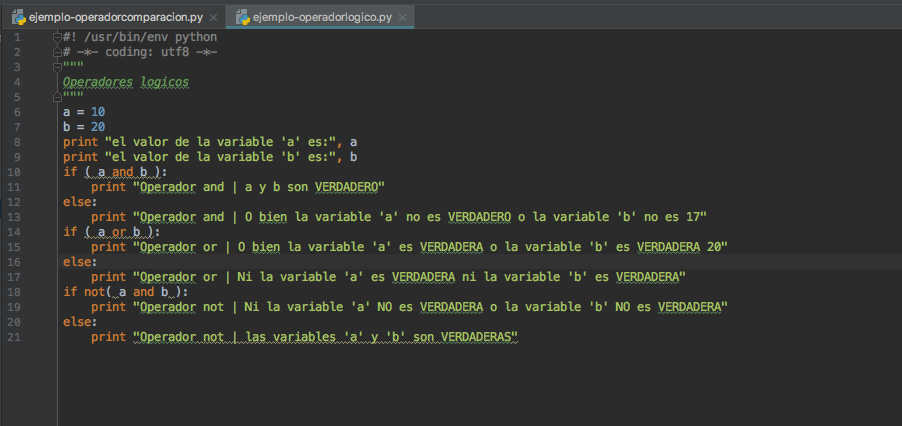 ejemplo-operadorcomparacion.py × ejemplo-operadorlogico.py ×
1 #! /usr/bin/env python
2 # -*- coding: utf8 -*-
3 """
4 Operadores logicos
5 """
6 a = 10
7 b = 20
8 print "el valor de la variable 'a' es:", a
9 print "el valor de la variable 'b' es:", b
10 if ( a and b ):
11     print "Operador and | a y b son VERDADERO"
12 else:
13     print "Operador and | O bien la variable 'a' no es VERDADERO o la variable 'b' no es 17"
14 if ( a or b ):
15     print "Operador or | O bien la variable 'a' es VERDADERA o la variable 'b' es VERDADERA 20"
16 else:
17     print "Operador or | Ni la variable 'a' es VERDADERA ni la variable 'b' es VERDADERA"
18 if not( a and b ):
19     print "Operador not | Ni la variable 'a' NO es VERDADERA o la variable 'b' NO es VERDADERA"
20 else:
21     print "Operador not | las variables 'a' y 'b' son VERDADERAS"